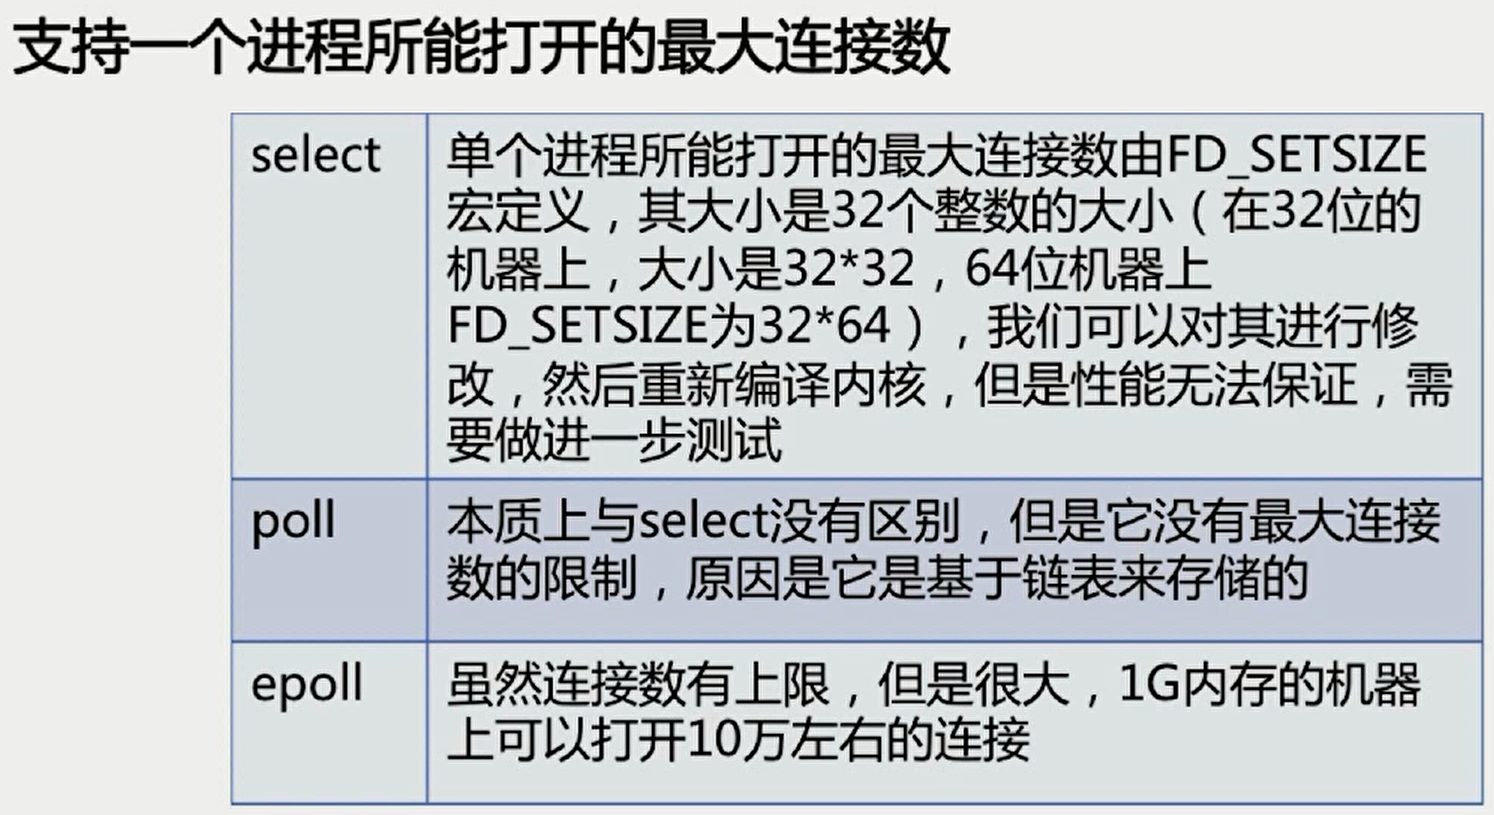 支持一个进程所能打开的最大连接数
select
单个进程所能打开的最大连接数由FD_SETSIZE
宏定义，其大小是32个整数的大小（在32位的
机器上，大小是32*32，64位机器上
FD_SETSIZE为32*64），我们可以对其进行修
改，然后重新编译内核，但是性能无法保证，需
要做进一步测试
poll
本质上与select没有区别，但是它没有最大连接
数的限制，原因是它是基于链表来存储的
epoll
虽然连接数有上限，但是很大，1G内存的机器
上可以打开10万左右的连接